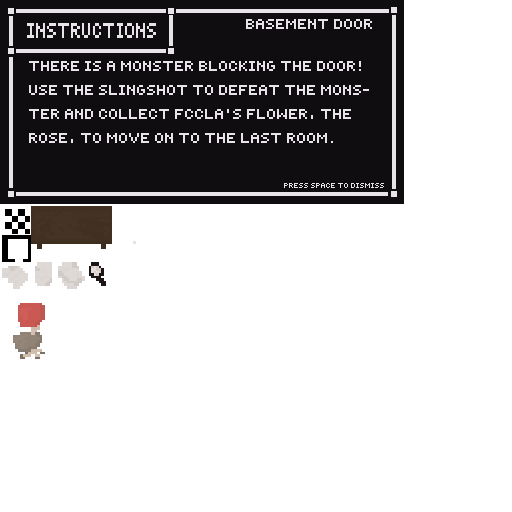 INSTRUCTIONS
BASEMENT DOOR
THERE IS A MONSTER BLOCKING THE DOOR!
USE THE SLINGSHOT TO DEFEAT THE MONS-
TER AND COLLECT FCCLA'S FLOWER, THE
ROSE, TO MOVE ON TO THE LAST ROOM.
PRESS SPACE TO DISMISS